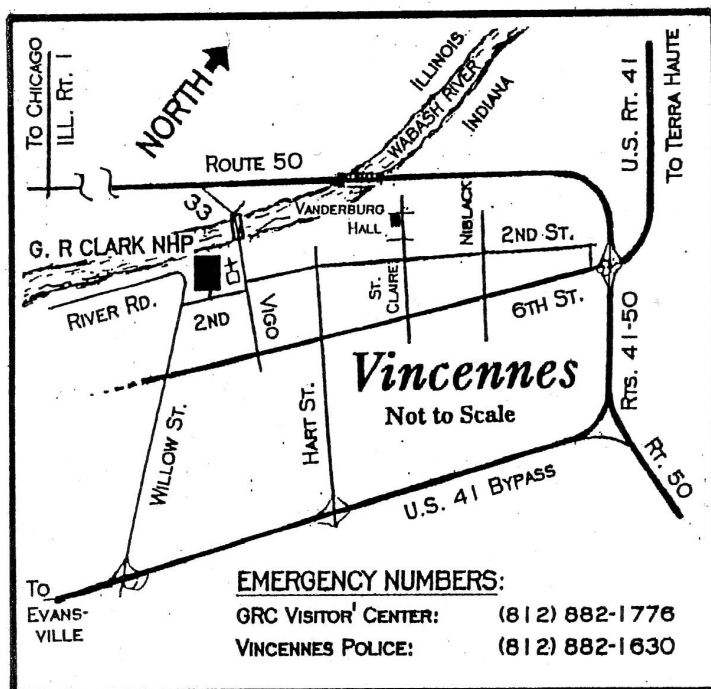 To Chicago
Ill. Rt. 1
NORTH
ILLINOIS
WABASH RIVER
INDIANA
U.S. Rt. 41
To Terra Haute
Route 50
33
Vanderburg
Hall
Niblack
2nd St.
G. R Clark NHP
River Rd.
2nd
Vigo
St.
Claire
6th St.
Rts. 41-50
Vincennes
Not to Scale
Willow St.
Hart St.
U.S. 41 Bypass
Rt. 50
To
Evans-
ville
EMERGENCY NUMBERS:
GRC Visitor' Center: (812) 882-1776
Vincennes Police: (812) 882-1630